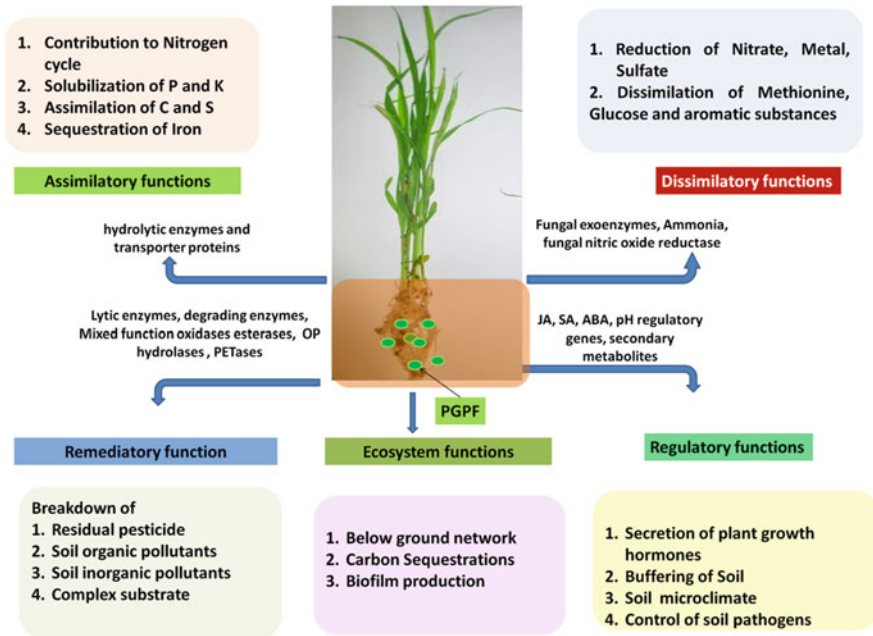 1. Contribution to Nitrogen
cycle
2. Solubilization of P and K
3. Assimilation of C and S
4. Sequestration of Iron
Assimilatory functions
1. Reduction of Nitrate, Metal,
Sulfate
2. Dissimilation of Methionine,
Glucose and aromatic substances
Dissimilatory functions
hydrolytic enzymes and
transporter proteins
Fungal exoenzymes, Ammonia,
fungal nitric oxide reductase
Lytic enzymes, degrading enzymes,
Mixed function oxidases esterases, OP
hydrolases , PETases
JA, SA, ABA, pH regulatory
genes, secondary
metabolites
PGPF
Remediatory function
Ecosystem functions
Regulatory functions
Breakdown of
1. Residual pesticide
2. Soil organic pollutants
3. Soil inorganic pollutants
4. Complex substrate
1. Below ground network
2. Carbon Sequestrations
3. Biofilm production
1. Secretion of plant growth
hormones
2. Buffering of Soil
3. Soil microclimate
4. Control of soil pathogens